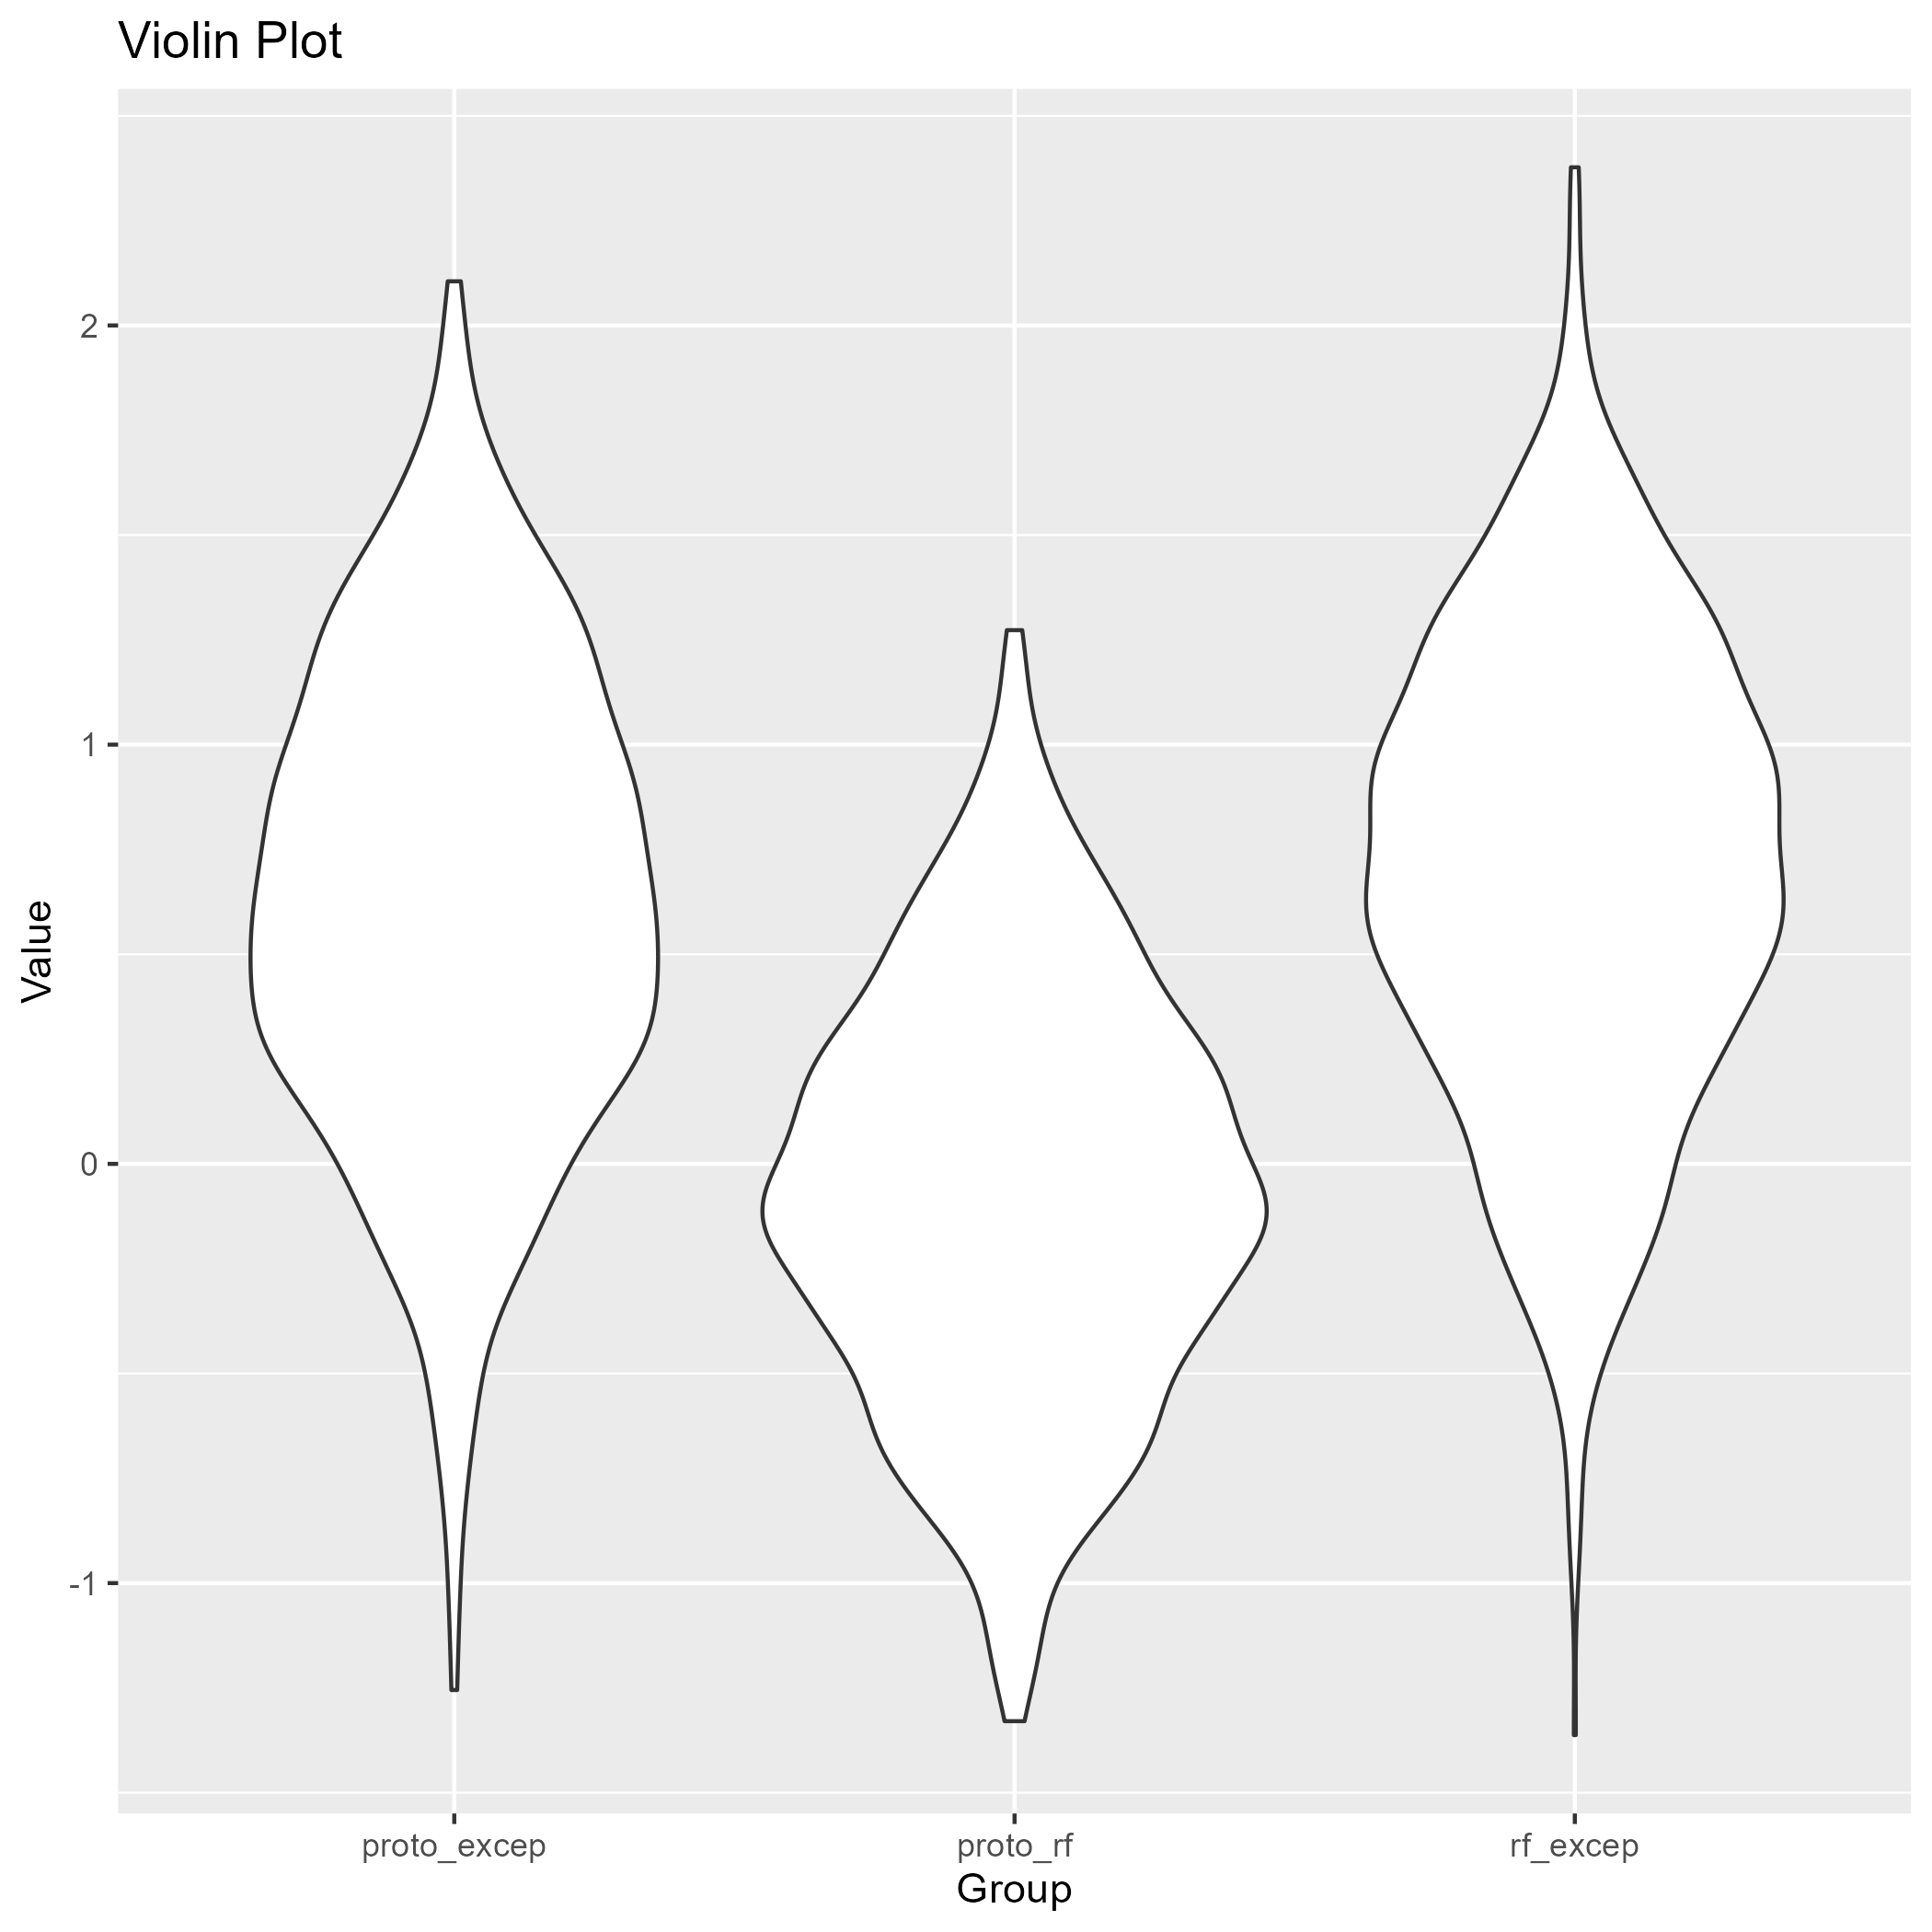 Violin Plot
Value
2
1
0
-1
proto_excep
proto_rf
rf_excep
Group